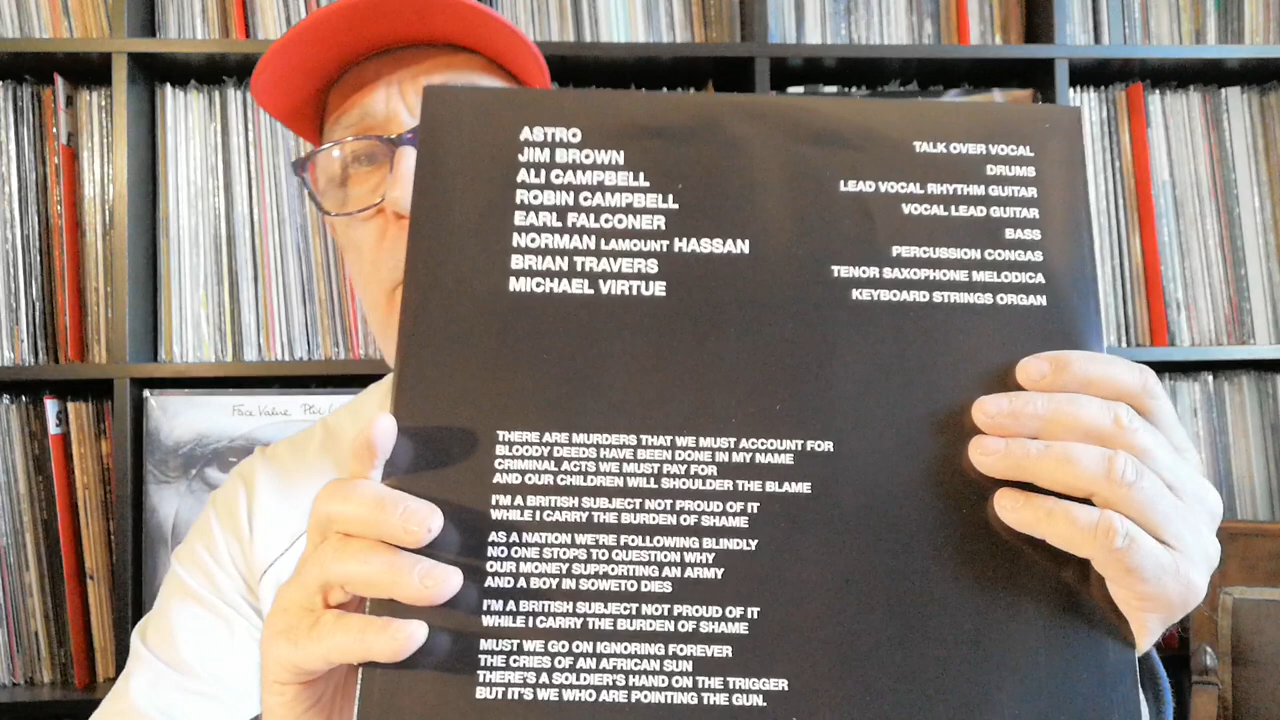 ASTRO TALK OVER VOCAL
JIM BROWN DRUMS
ALI CAMPBELL LEAD VOCAL RHYTHM GUITAR
ROBIN CAMPBELL VOCAL LEAD GUITAR
EARL FALCONER BASS
NORMAN LAMOUNT HASSAN PERCUSSION CONGAS
BRIAN TRAVERS TENOR SAXOPHONE MELODICA
MICHAEL VIRTUE KEYBOARD STRINGS ORGAN
Face Value
THERE ARE MURDERS THAT WE MUST ACCOUNT FOR
BLOODY DEEDS HAVE BEEN DONE IN MY NAME
CRIMINAL ACTS WE MUST PAY FOR
AND OUR CHILDREN WILL SHOULDER THE BLAME
I'M A BRITISH SUBJECT NOT PROUD OF IT
WHILE I CARRY THE BURDEN OF SHAME
AS A NATION WE'RE FOLLOWING BLINDLY
NO ONE STOPS TO QUESTION WHY
OUR MONEY SUPPORTING AN ARMY
AND A BOY IN SOWETO DIES
I'M A BRITISH SUBJECT NOT PROUD OF IT
WHILE I CARRY THE BURDEN OF SHAME
MUST WE GO ON IGNORING FOREVER
THE CRIES OF AN AFRICAN SUN
THERE'S A SOLDIER'S HAND ON THE TRIGGER
BUT IT'S WE WHO ARE POINTING THE GUN.